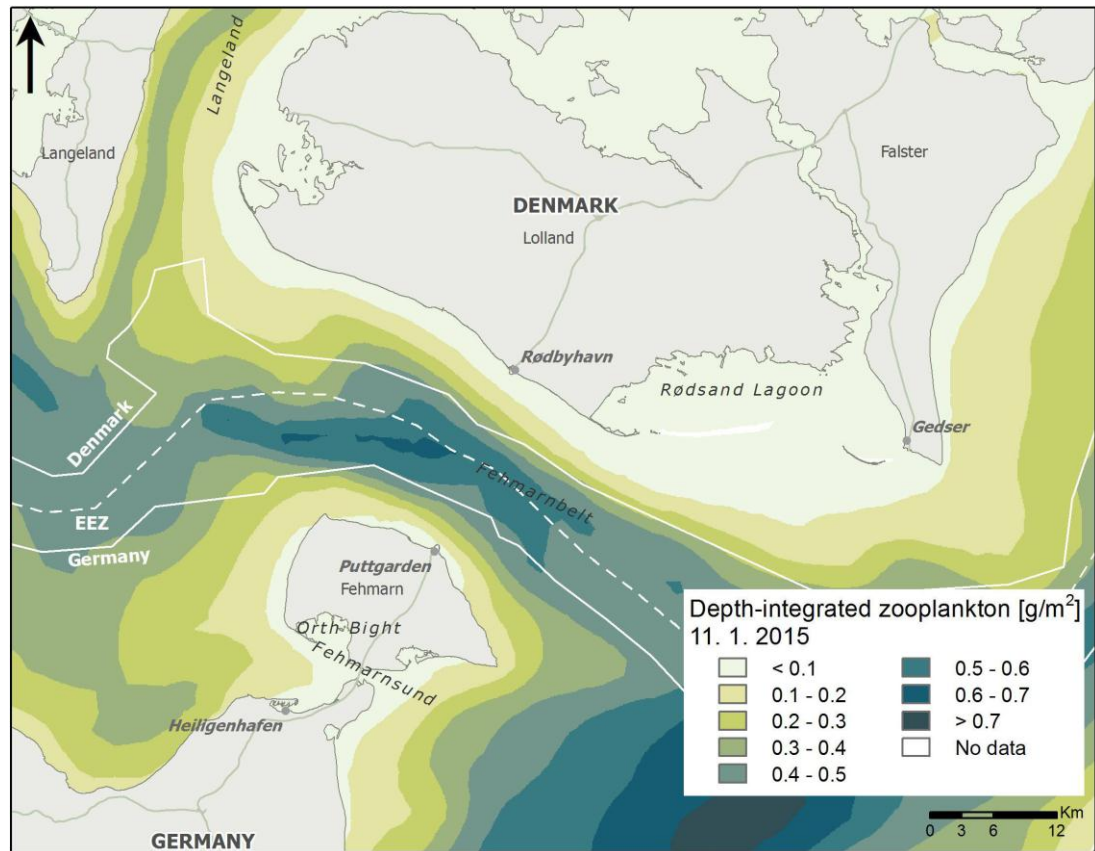 Langeland
Langeland
Falster
DENMARK
Lolland
Rødbyhavn
Rødsand Lagoon
Gedser
Denmark
Fehmarnbelt
EEZ
Germany
Puttgarden
Fehmarn
Orth Bight
Fehmarnsund
Heiligenhafen
GERMANY
Depth-integrated zooplankton [g/m²]
11. 1. 2015
< 0.1
0.1 - 0.2
0.2 - 0.3
0.3 - 0.4
0.4 - 0.5
0.5 - 0.6
0.6 - 0.7
> 0.7
No data
Km
0 3 6 12